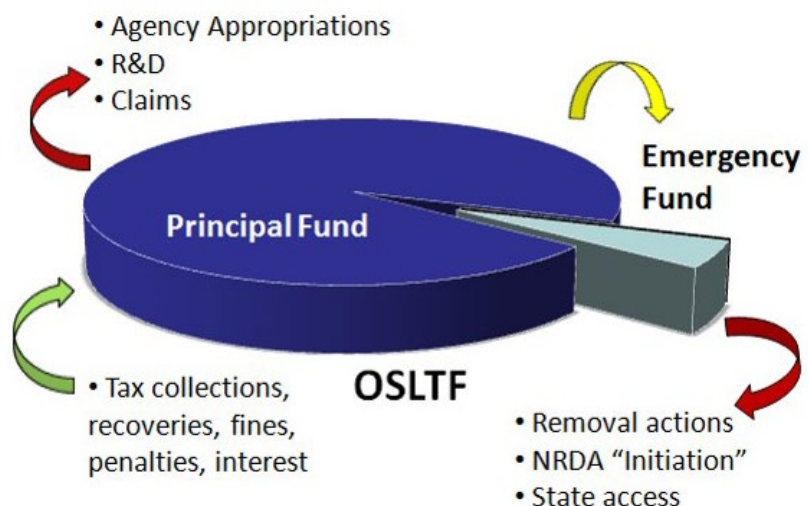 • Agency Appropriations
• R&D
• Claims
Emergency
Fund
Principal Fund
• Tax collections,
recoveries, fines,
penalties, interest
OSLTF
• Removal actions
• NRDA “Initiation”
• State access